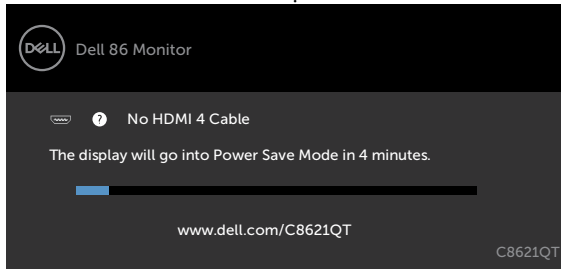 DELL
Dell 86 Monitor
? No HDMI 4 Cable
The display will go into Power Save Mode in 4 minutes.
www.dell.com/C8621QT
C8621QT